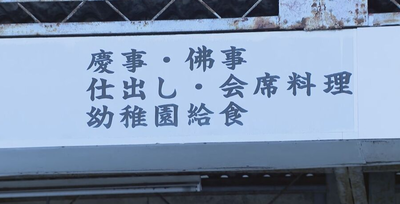 慶事・佛事
仕出し・会席料理
幼稚園給食